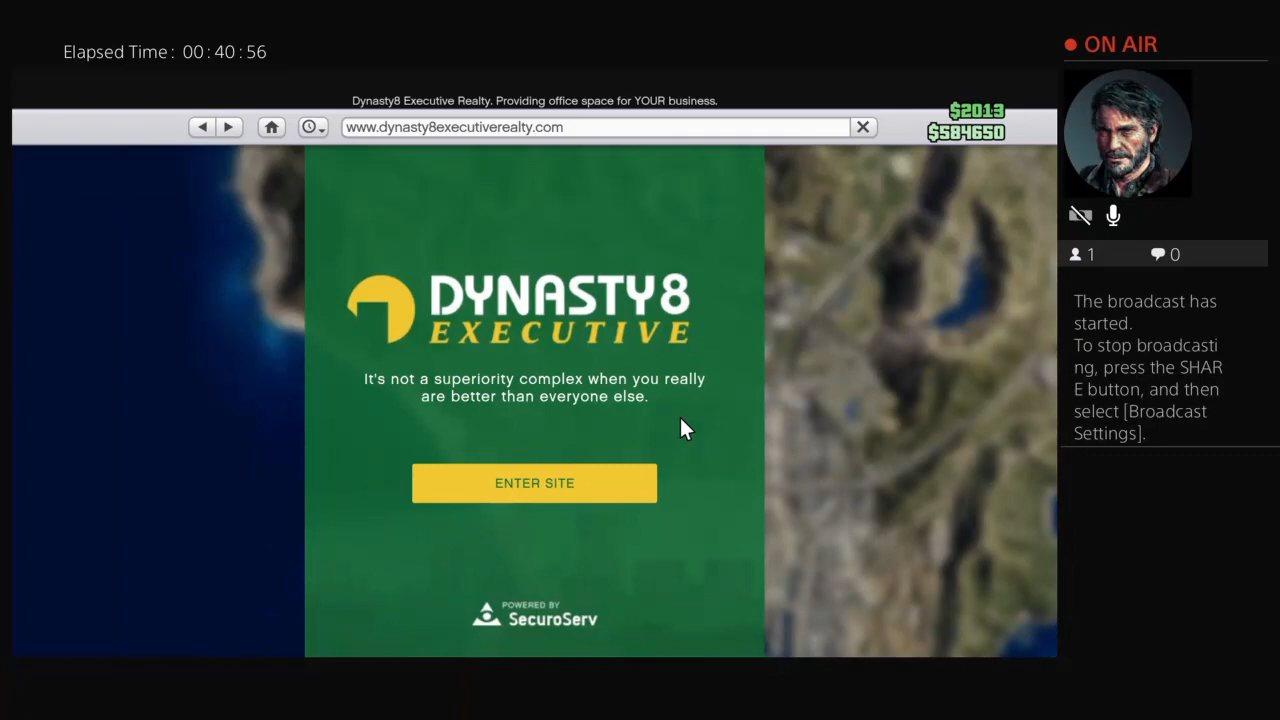 Elapsed Time: 00:40:56
ON AIR
Dynasty8 Executive Realty. Providing office space for YOUR business.
$2013
www.dynasty8executiverealty.com
$584650
DYNASTY8
EXECUTIVE
It's not a superiority complex when you really
are better than everyone else.
ENTER SITE
POWERED BY
SecuroServ
1 0
The broadcast has
started.
To stop broadcasti
ng, press the SHAR
E button, and then
select [Broadcast
Settings].